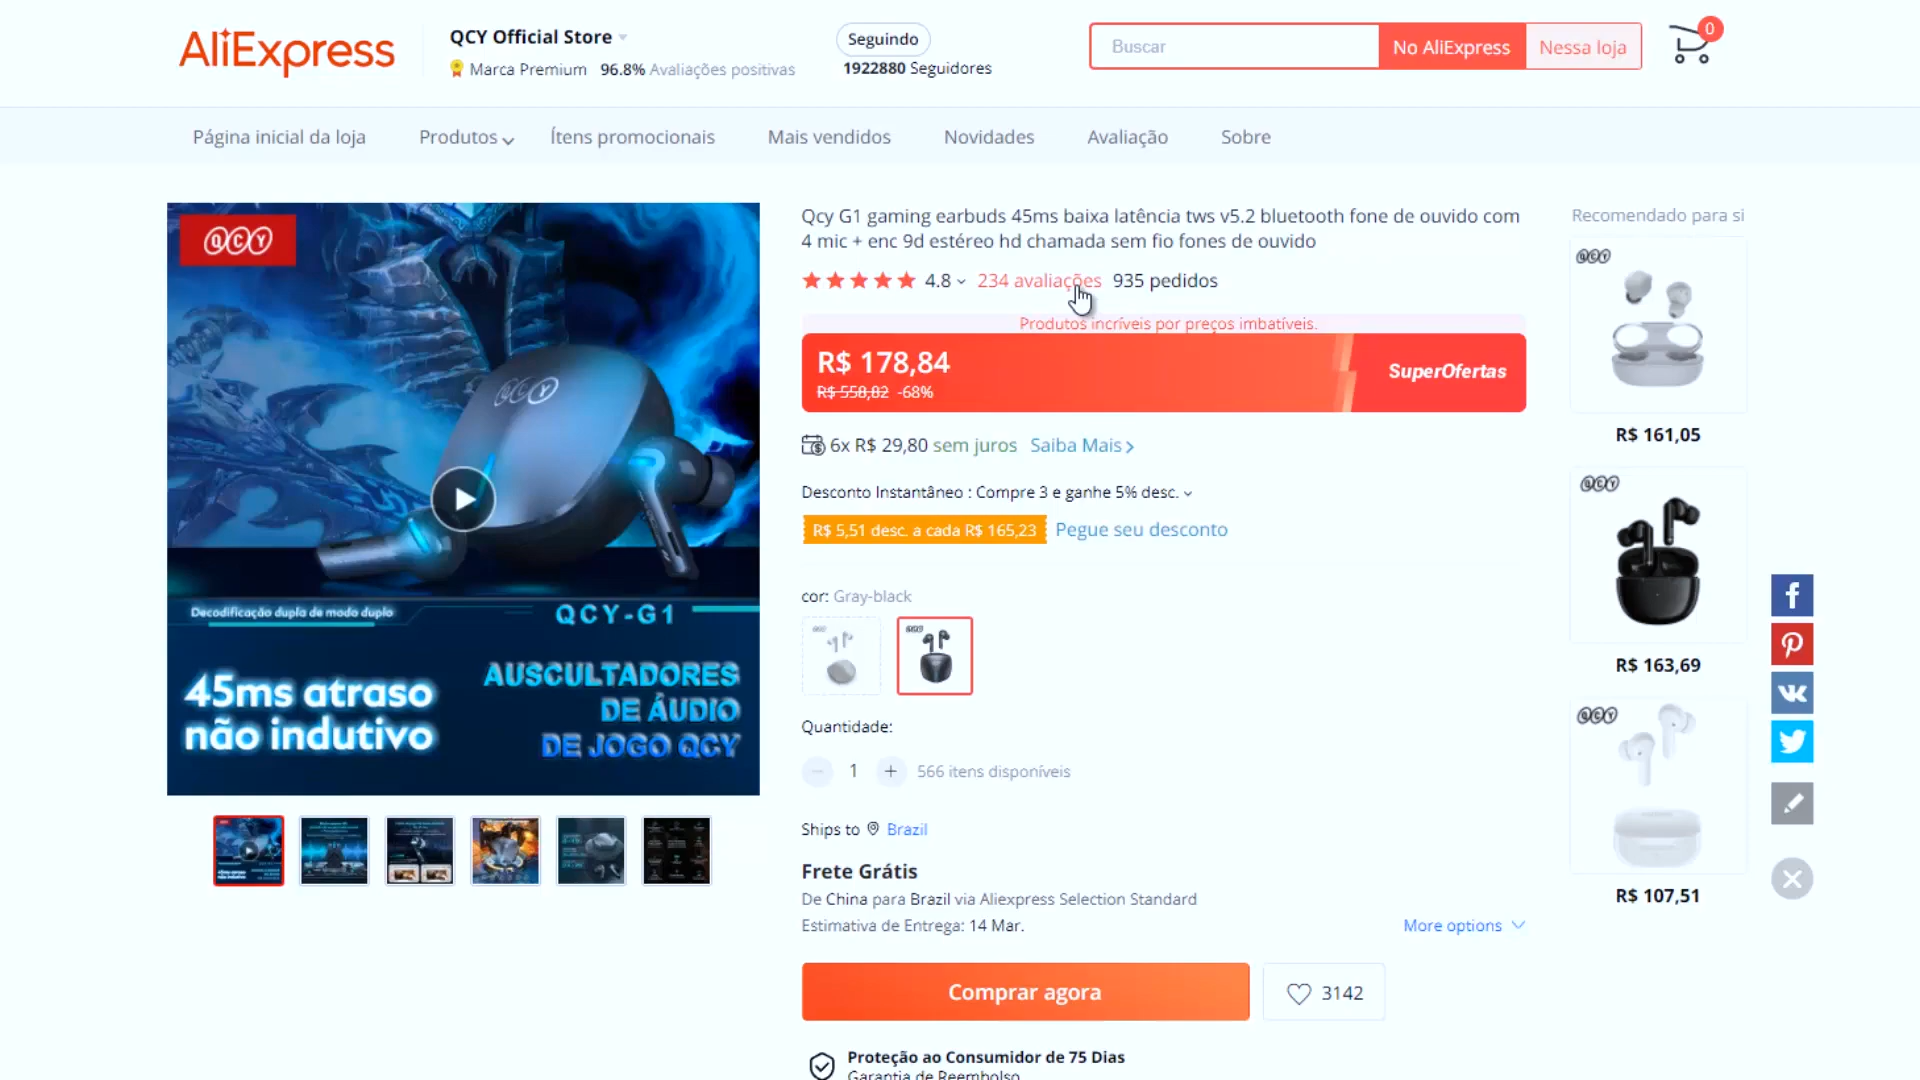 AliExpress
QCY Official Store
Marca Premium 96.8% Avaliações positivas
Seguindo
1922880 Seguidores
Buscar
No AliExpress
Nessa loja
0
Página inicial da loja
Produtos
Ítens promocionais
Mais vendidos
Novidades
Avaliação
Sobre
QCY
QCY
Decodificação dupla de modo duplo
QCY-G1
45ms atraso
não indutivo
AUSCULTADORES
DE ÁUDIO
DE JOGO QCY
Qcy G1 gaming earbuds 45ms baixa latência tws v5.2 bluetooth fone de ouvido com
4 mic + enc 9d estéreo hd chamada sem fio fones de ouvido
4.8 234 avaliações 935 pedidos
Produtos incríveis por preços imbatíveis.
R$ 178,84
R$ 558,82 -68%
SuperOfertas
6x R$ 29,80 sem juros Saiba Mais
Desconto Instantâneo : Compre 3 e ganhe 5% desc.
R$ 5,51 desc. a cada R$ 165,23 Pegue seu desconto
cor: Gray-black
Quantidade:
1
566 itens disponíveis
Ships to Brazil
Frete Grátis
De China para Brazil via Aliexpress Selection Standard
Estimativa de Entrega: 14 Mar.
More options
Comprar agora
3142
Proteção ao Consumidor de 75 Dias
Garantia de Reembolso
Recomendado para si
QCY
R$ 161,05
QCY
R$ 163,69
QCY
R$ 107,51